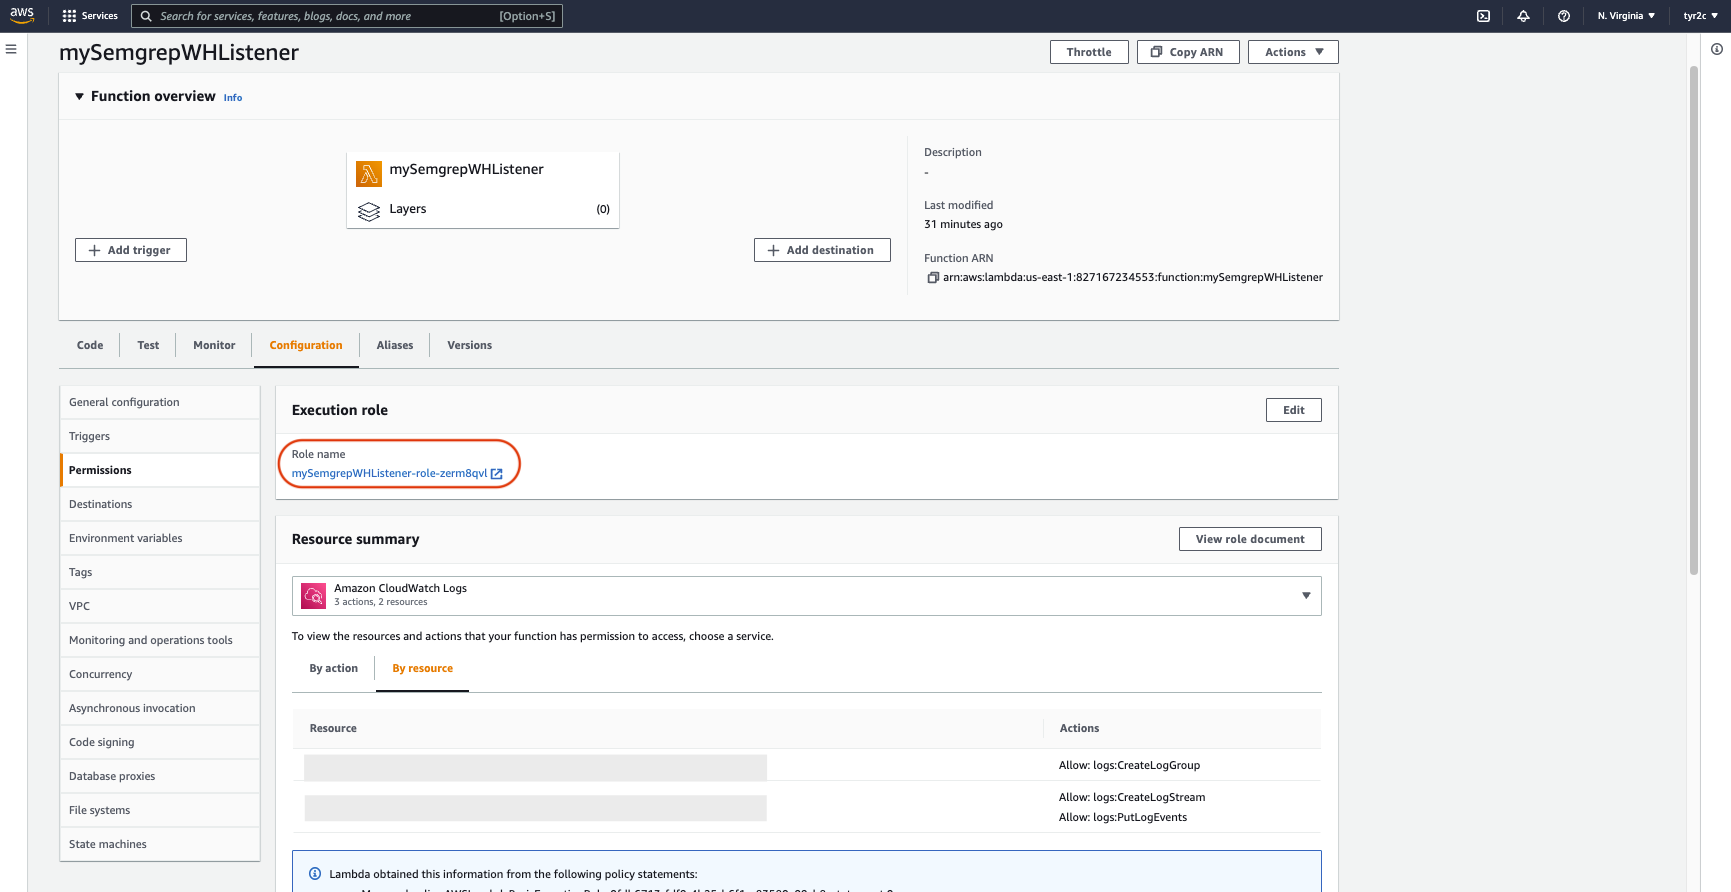 aws Services Search for services, features, blogs, docs, and more [Option+S] N. Virginia ▼ tyr2c ▼
mySemgrepWHListener
Throttle Copy ARN Actions ▼
▼ Function overview Info
mySemgrepWHListener
Layers (0)
+ Add trigger
+ Add destination
Description
-
Last modified
31 minutes ago
Function ARN
arn:aws:lambda:us-east-1:827167234553:function:mySemgrepWHListener
Code Test Monitor Configuration Aliases Versions
General configuration
Triggers
Permissions
Destinations
Environment variables
Tags
VPC
Monitoring and operations tools
Concurrency
Asynchronous invocation
Code signing
Database proxies
File systems
State machines
Execution role Edit
Role name
mySemgrepWHListener-role-zerm8qvl
Resource summary View role document
Amazon CloudWatch Logs
3 actions, 2 resources
To view the resources and actions that your function has permission to access, choose a service.
By action By resource
Resource Actions
Allow: logs:CreateLogGroup
Allow: logs:CreateLogStream
Allow: logs:PutLogEvents
Lambda obtained this information from the following policy statements: